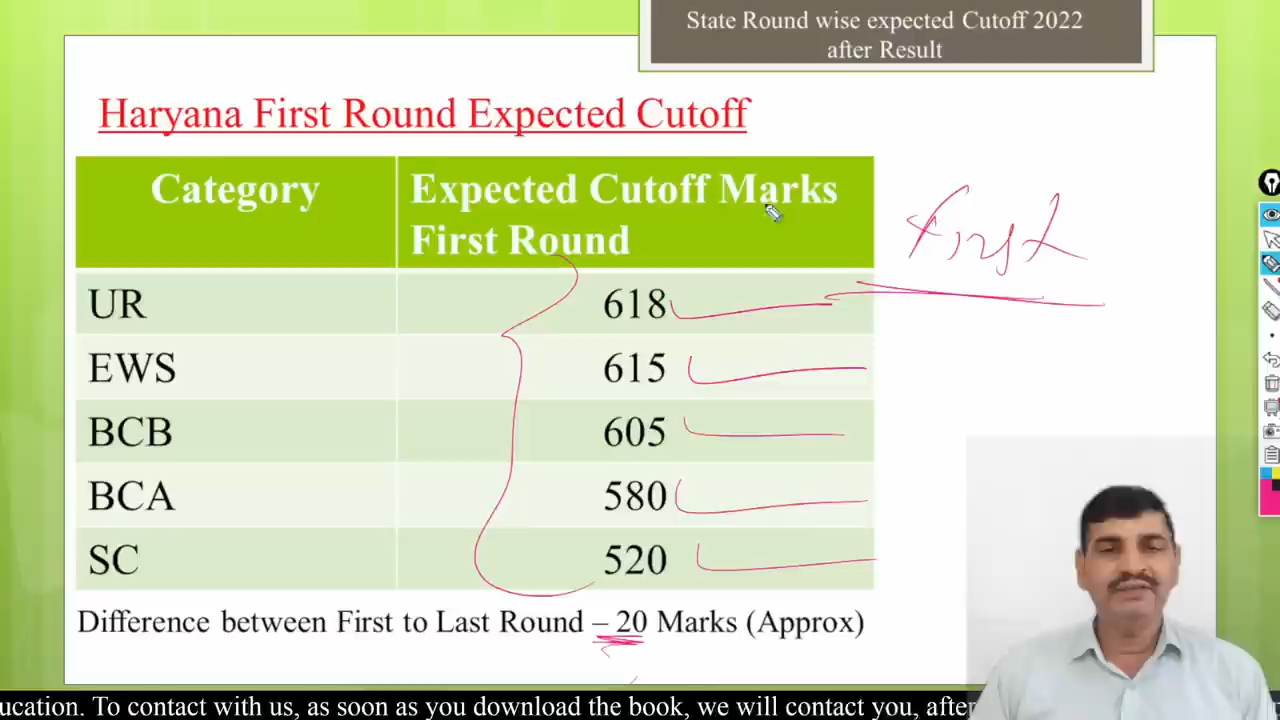 State Round wise expected Cutoff 2022
after Result
Haryana First Round Expected Cutoff
Category
Expected Cutoff Marks
First Round
First
UR 618
EWS 615
BCB 605
BCA 580
SC 520
Difference between First to Last Round – 20 Marks (Approx)
ucation. To contact with us, as soon as you download the book, we will contact you, after